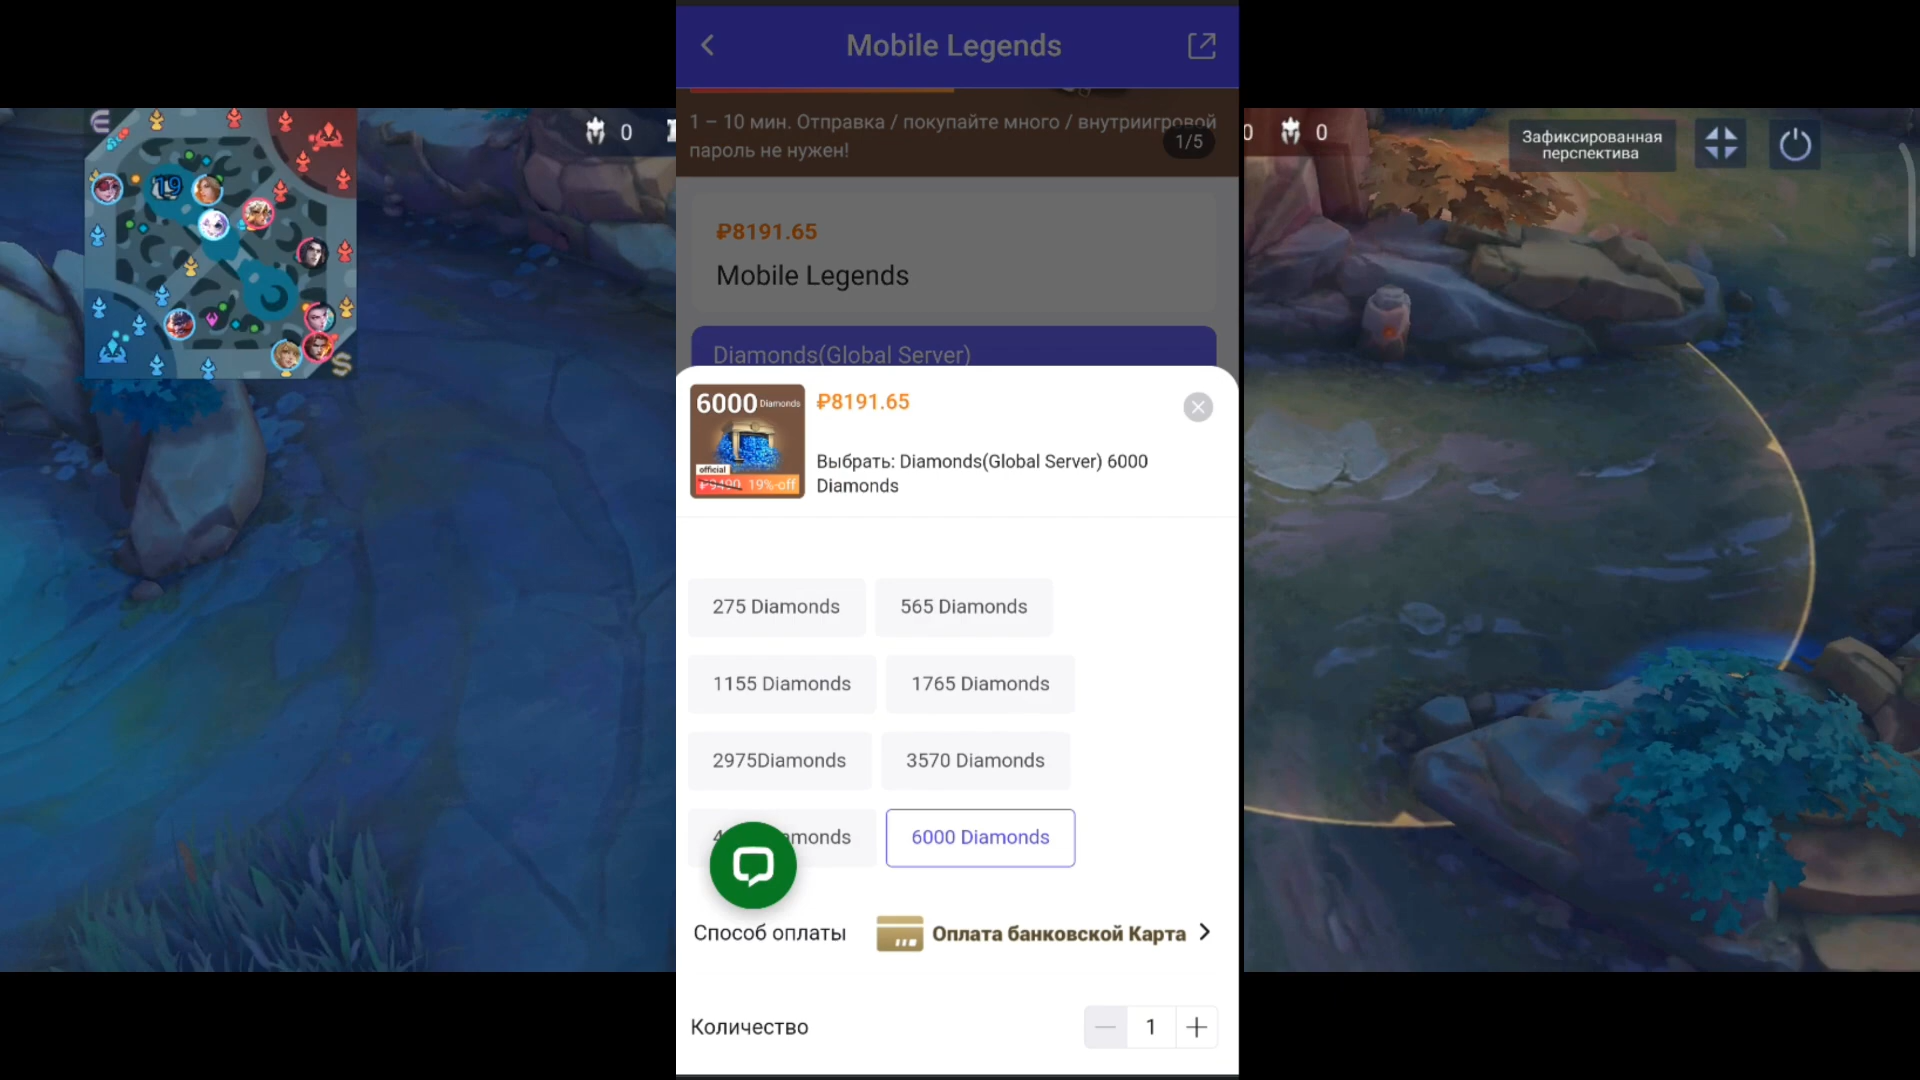 Mobile Legends
1 – 10 мин. Отправка / покупайте много / внутриигровой
пароль не нужен!
1/5
0
0
0
Зафиксированная
перспектива
19
₽8191.65
Mobile Legends
Diamonds(Global Server)
6000 Diamonds
official
₽9490 19%-off
₽8191.65
Выбрать: Diamonds(Global Server) 6000
Diamonds
275 Diamonds
565 Diamonds
1155 Diamonds
1765 Diamonds
2975Diamonds
3570 Diamonds
6000 Diamonds
Способ оплаты
Оплата банковской Карта
Количество
1